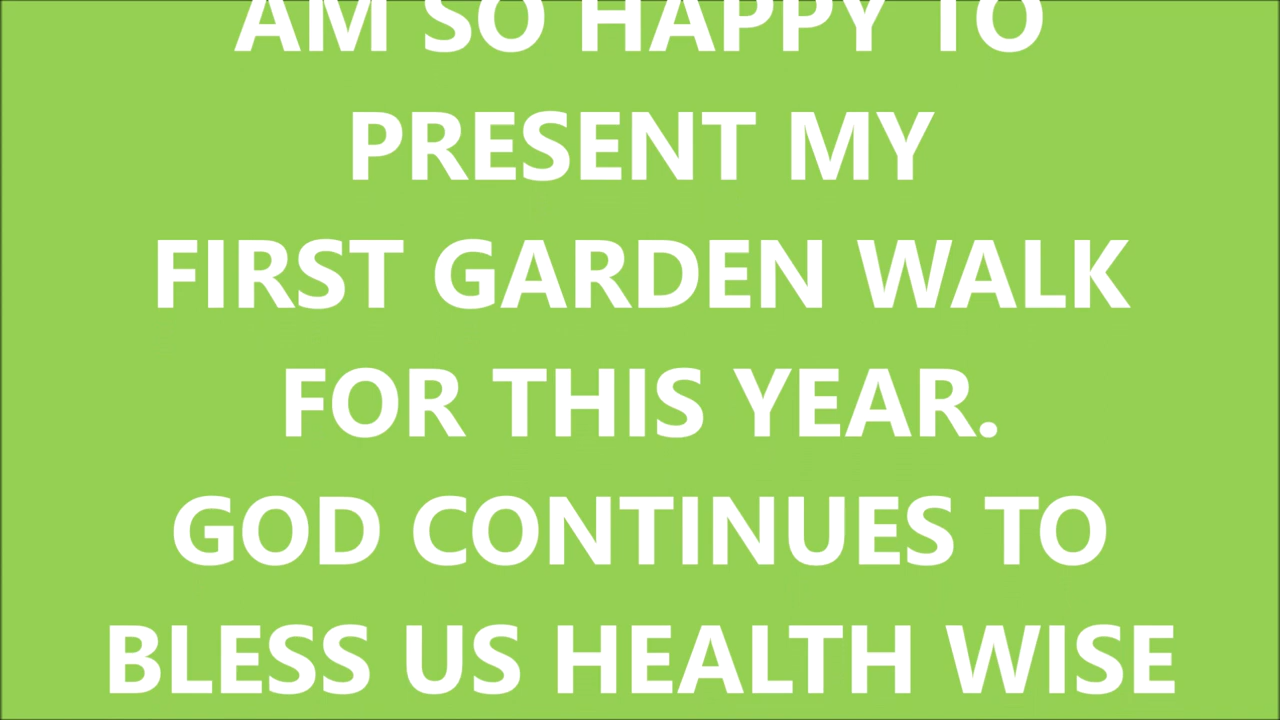 AM SO HAPPY TO
PRESENT MY
FIRST GARDEN WALK
FOR THIS YEAR.
GOD CONTINUES TO
BLESS US HEALTH WISE